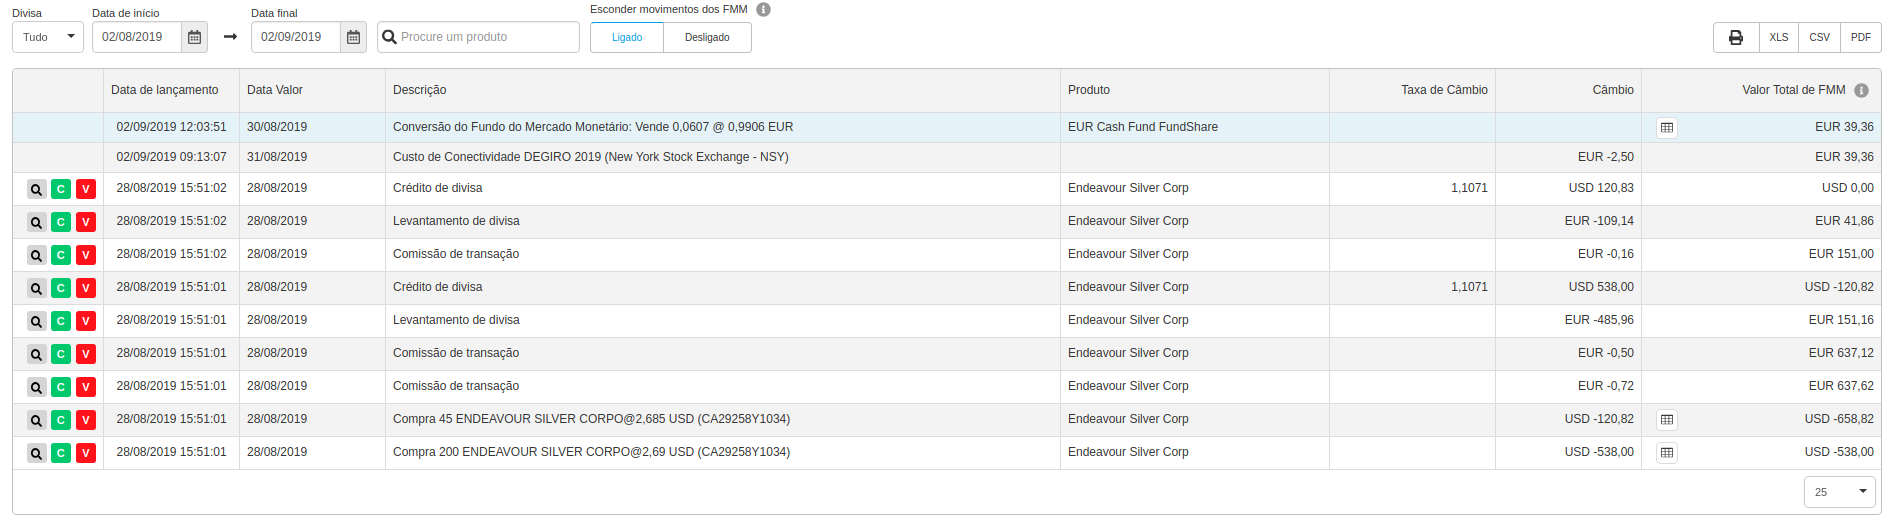 Divisa Data de início Data final Esconder movimentos dos FMM
Tudo 02/08/2019 02/09/2019 Procure um produto Ligado Desligado XLS CSV PDF
Data de lançamento Data Valor Descrição Produto Taxa de Câmbio Câmbio Valor Total de FMM
02/09/2019 12:03:51 30/08/2019 Conversão do Fundo do Mercado Monetário: Vende 0,0607 @ 0,9906 EUR EUR Cash Fund FundShare EUR 39,36
02/09/2019 09:13:07 31/08/2019 Custo de Conectividade DEGIRO 2019 (New York Stock Exchange - NSY) EUR -2,50 EUR 39,36
C V 28/08/2019 15:51:02 28/08/2019 Crédito de divisa Endeavour Silver Corp 1,1071 USD 120,83 USD 0,00
C V 28/08/2019 15:51:02 28/08/2019 Levantamento de divisa Endeavour Silver Corp EUR -109,14 EUR 41,86
C V 28/08/2019 15:51:02 28/08/2019 Comissão de transação Endeavour Silver Corp EUR -0,16 EUR 151,00
C V 28/08/2019 15:51:01 28/08/2019 Crédito de divisa Endeavour Silver Corp 1,1071 USD 538,00 USD -120,82
C V 28/08/2019 15:51:01 28/08/2019 Levantamento de divisa Endeavour Silver Corp EUR -485,96 EUR 151,16
C V 28/08/2019 15:51:01 28/08/2019 Comissão de transação Endeavour Silver Corp EUR -0,50 EUR 637,12
C V 28/08/2019 15:51:01 28/08/2019 Comissão de transação Endeavour Silver Corp EUR -0,72 EUR 637,62
C V 28/08/2019 15:51:01 28/08/2019 Compra 45 ENDEAVOUR SILVER CORPO@2,685 USD (CA29258Y1034) Endeavour Silver Corp USD -120,82 USD -658,82
C V 28/08/2019 15:51:01 28/08/2019 Compra 200 ENDEAVOUR SILVER CORPO@2,69 USD (CA29258Y1034) Endeavour Silver Corp USD -538,00 USD -538,00
25